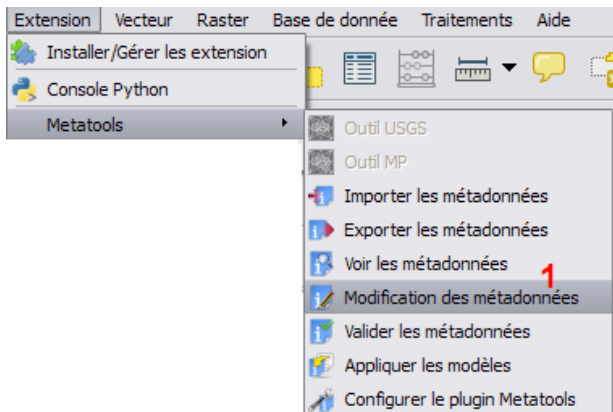 Extension Vecteur Raster Base de donnée Traitements Aide
Installer/Gérer les extension
Console Python
Metatools
Outil USGS
Outil MP
Importer les métadonnées
Exporter les métadonnées
Voir les métadonnées
1
Modification des métadonnées
Valider les métadonnées
Appliquer les modèles
Configurer le plugin Metatools